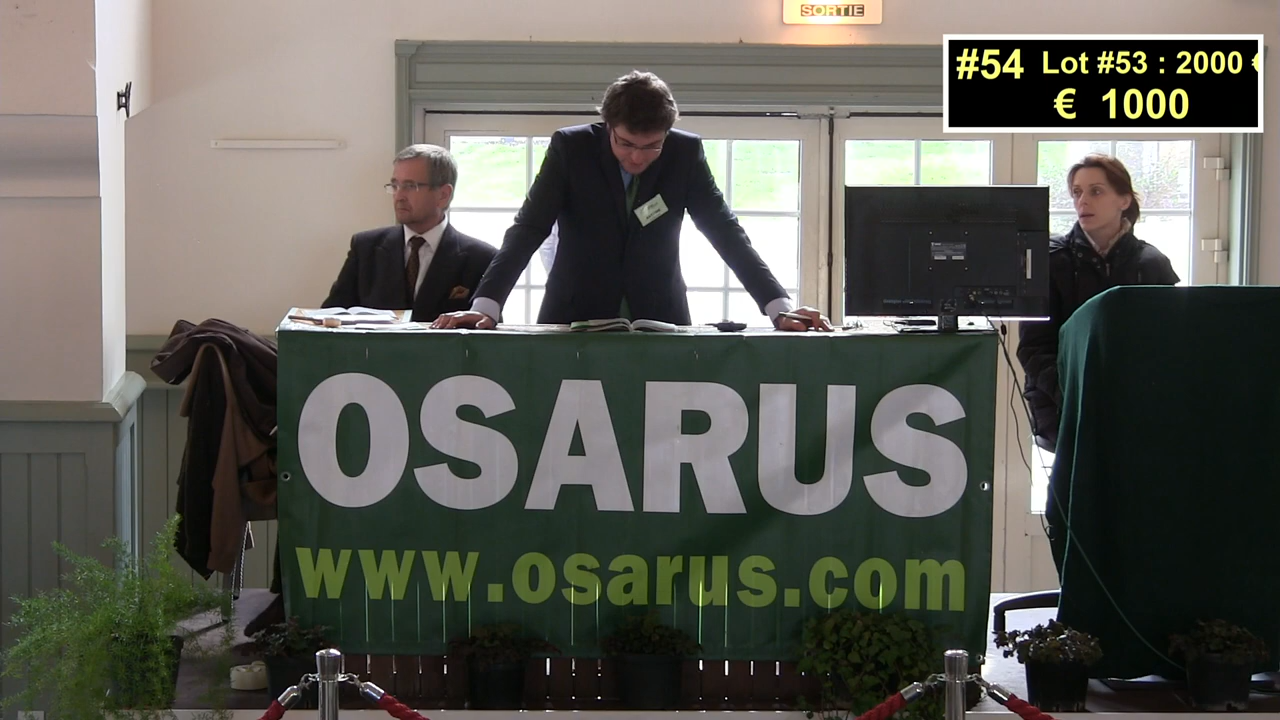 SORTIE
#54 Lot #53 : 2000 €
€ 1000
OSARUS
www.osarus.com